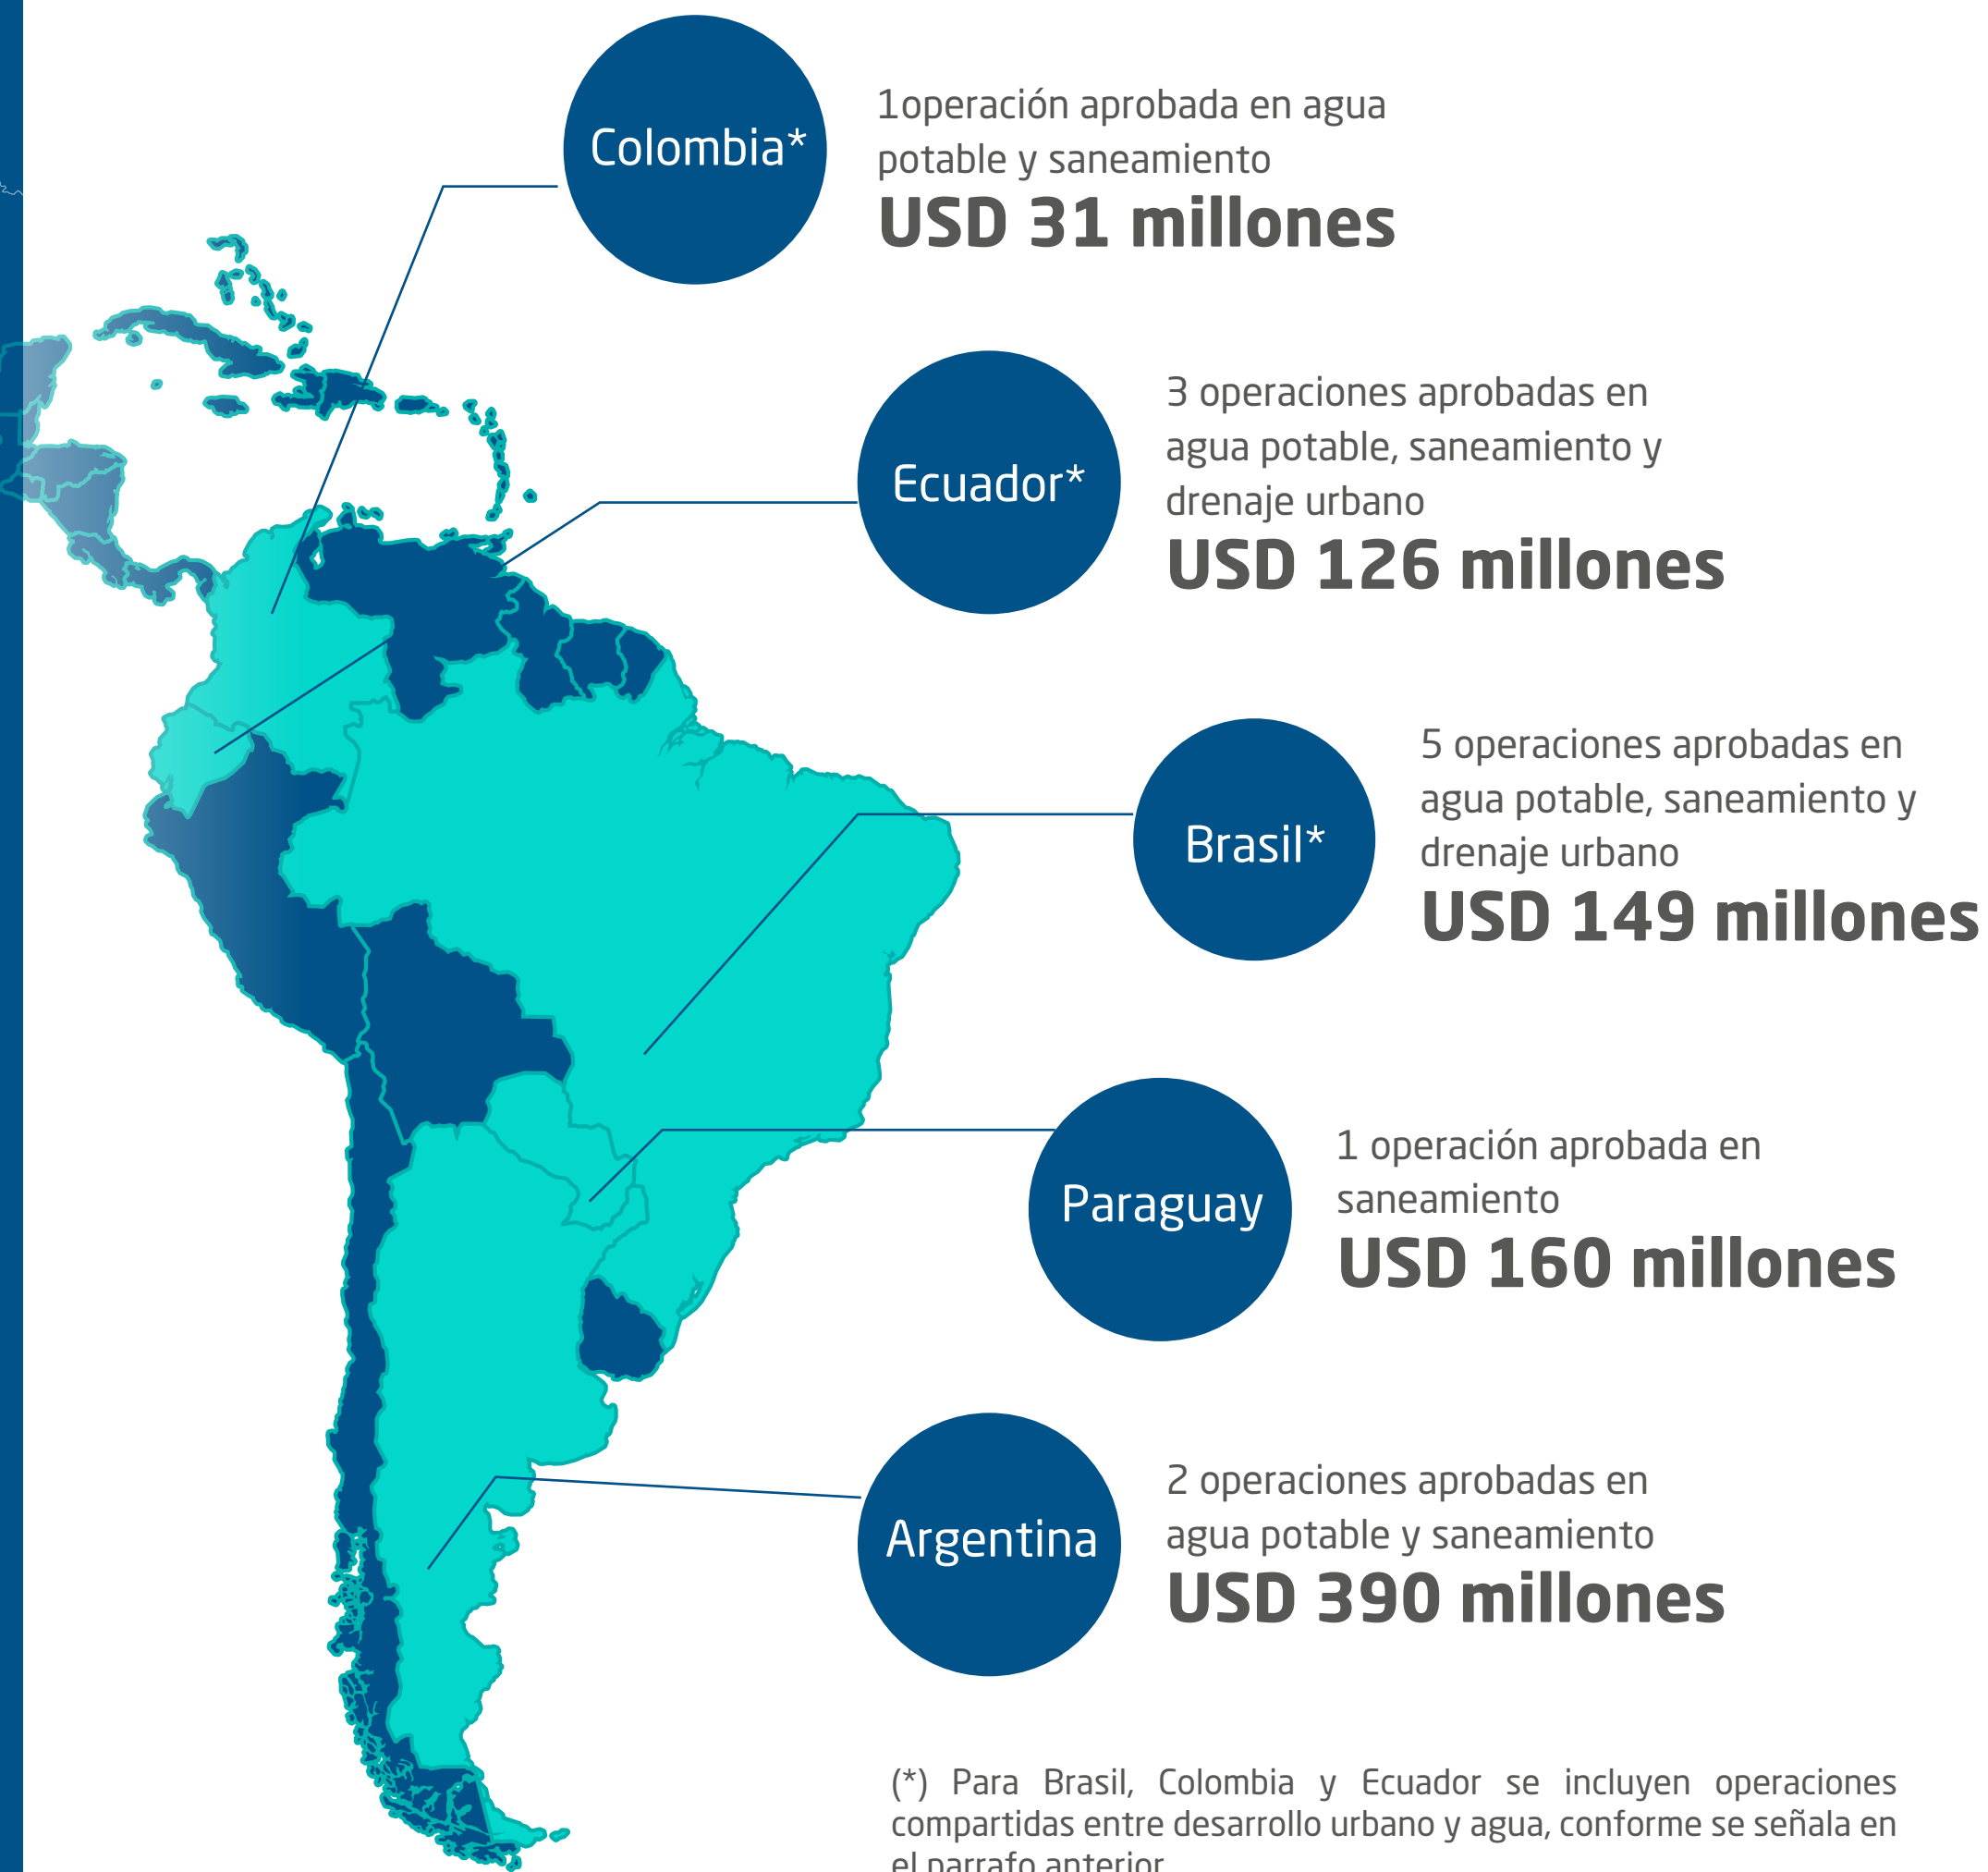 Colombia*
1operación aprobada en agua
potable y saneamiento
USD 31 millones
Ecuador*
3 operaciones aprobadas en
agua potable, saneamiento y
drenaje urbano
USD 126 millones
Brasil*
5 operaciones aprobadas en
agua potable, saneamiento y
drenaje urbano
USD 149 millones
Paraguay
1 operación aprobada en
saneamiento
USD 160 millones
Argentina
2 operaciones aprobadas en
agua potable y saneamiento
USD 390 millones
(*) Para Brasil, Colombia y Ecuador se incluyen operaciones
compartidas entre desarrollo urbano y agua, conforme se señala en
el parrafo anterior